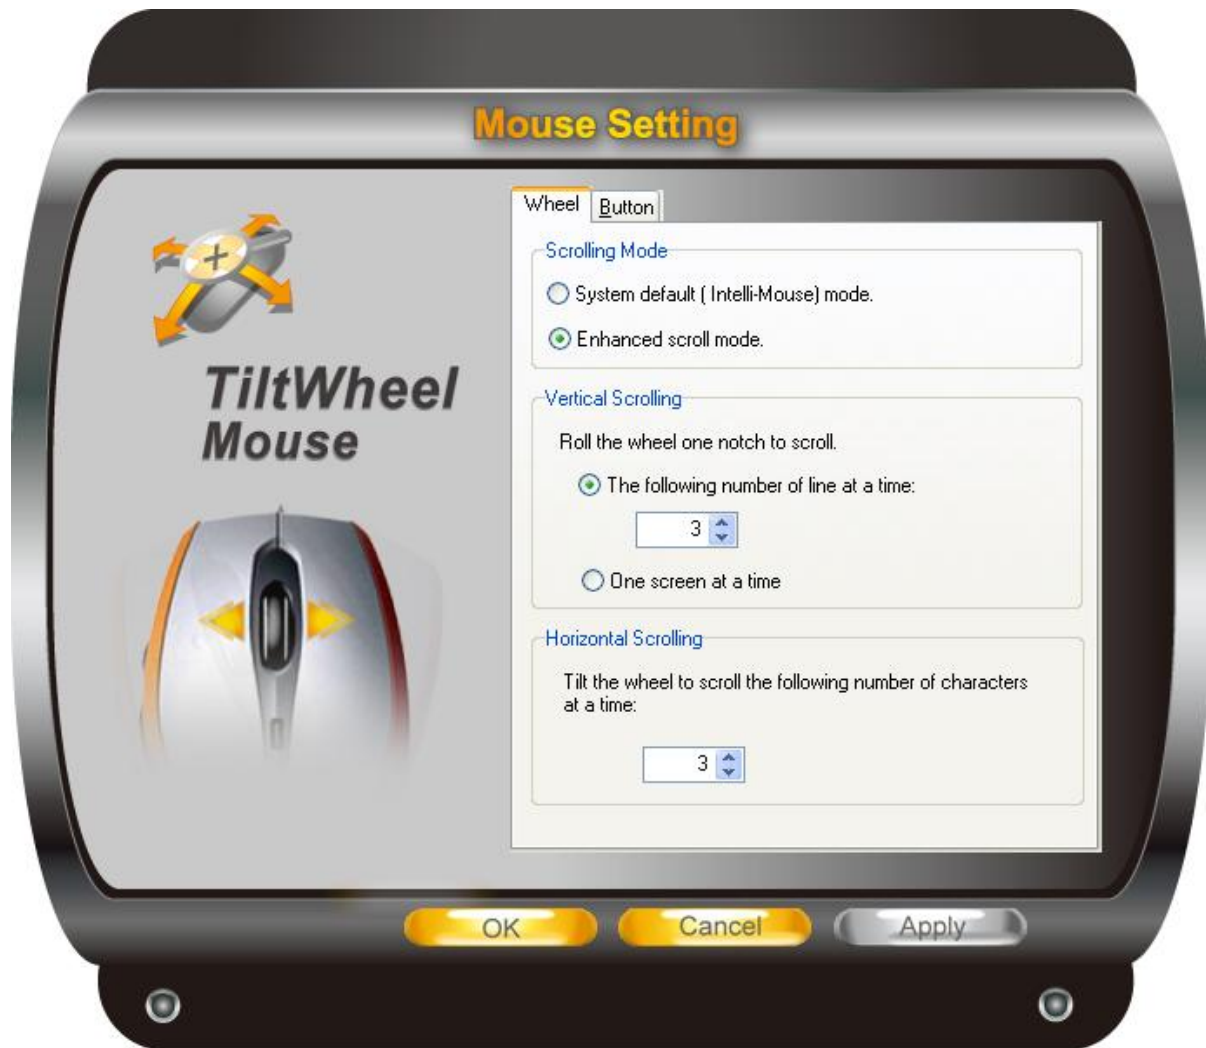 Mouse Setting
Wheel Button
TiltWheel
Mouse
Scrolling Mode
System default ( Intelli-Mouse) mode.
Enhanced scroll mode.
Vertical Scrolling
Roll the wheel one notch to scroll.
The following number of line at a time:
3
One screen at a time
Horizontal Scrolling
Tilt the wheel to scroll the following number of characters
at a time:
3
OK Cancel Apply